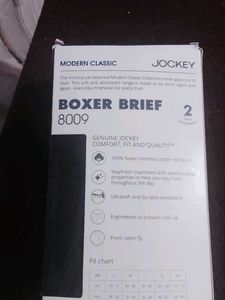 MODERN CLASSIC
JOCKEY
The minimal yet essential Modern Classic Collection never goes out of
style. This soft and absorbent range is made to be worn again and
again, everyday innerwear for every man.
BOXER BRIEF
8009
2
GENUINE JOCKEY
COMFORT, FIT AND QUALITY™
100% Super combed cotton rib fabric
StayFresh treatment with antimicrobial
properties to help you stay fresh
throughout the day
Ultrasoft and durable waistband
Engineered to prevent ride up
Front open fly
Fit chart